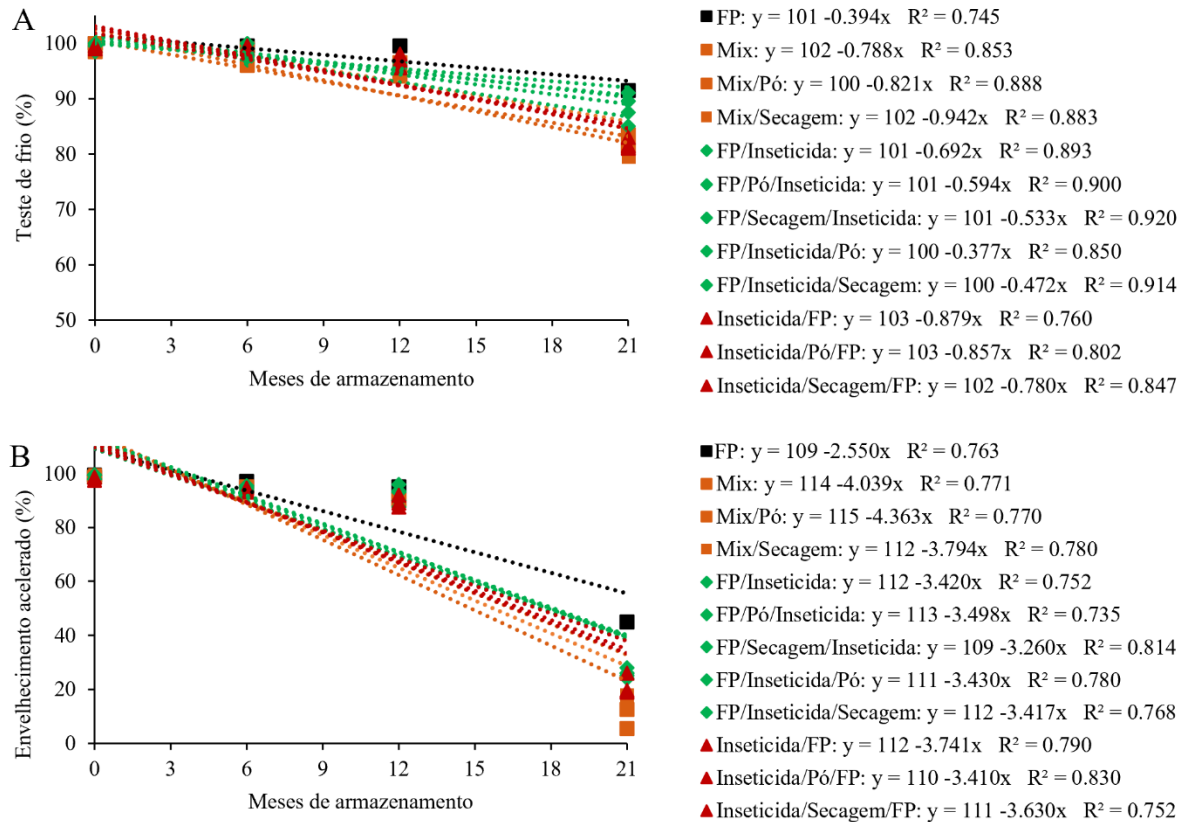 A
Teste de frio (%)
100
90
80
70
60
50
0 3 6 9 12 15 18 21
Meses de armazenamento
FP: y = 101 -0.394x R² = 0.745
Mix: y = 102 -0.788x R² = 0.853
Mix/Pó: y = 100 -0.821x R² = 0.888
Mix/Secagem: y = 102 -0.942x R² = 0.883
FP/Inseticida: y = 101 -0.692x R² = 0.893
FP/Pó/Inseticida: y = 101 -0.594x R² = 0.900
FP/Secagem/Inseticida: y = 101 -0.533x R² = 0.920
FP/Inseticida/Pó: y = 100 -0.377x R² = 0.850
FP/Inseticida/Secagem: y = 100 -0.472x R² = 0.914
Inseticida/FP: y = 103 -0.879x R² = 0.760
Inseticida/Pó/FP: y = 103 -0.857x R² = 0.802
Inseticida/Secagem/FP: y = 102 -0.780x R² = 0.847
B
Envelhecimento acelerado (%)
100
80
60
40
20
0
0 3 6 9 12 15 18 21
Meses de armazenamento
FP: y = 109 -2.550x R² = 0.763
Mix: y = 114 -4.039x R² = 0.771
Mix/Pó: y = 115 -4.363x R² = 0.770
Mix/Secagem: y = 112 -3.794x R² = 0.780
FP/Inseticida: y = 112 -3.420x R² = 0.752
FP/Pó/Inseticida: y = 113 -3.498x R² = 0.735
FP/Secagem/Inseticida: y = 109 -3.260x R² = 0.814
FP/Inseticida/Pó: y = 111 -3.430x R² = 0.780
FP/Inseticida/Secagem: y = 112 -3.417x R² = 0.768
Inseticida/FP: y = 112 -3.741x R² = 0.790
Inseticida/Pó/FP: y = 110 -3.410x R² = 0.830
Inseticida/Secagem/FP: y = 111 -3.630x R² = 0.752